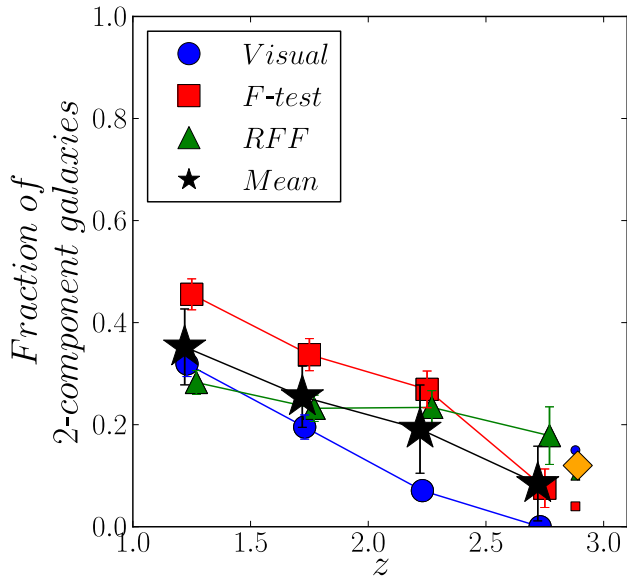 1.0
0.8
0.6
0.4
0.2
0.0
Fraction of
2-component galaxies
Visual
F-test
RFF
Mean
1.0 1.5 2.0 2.5 3.0
z